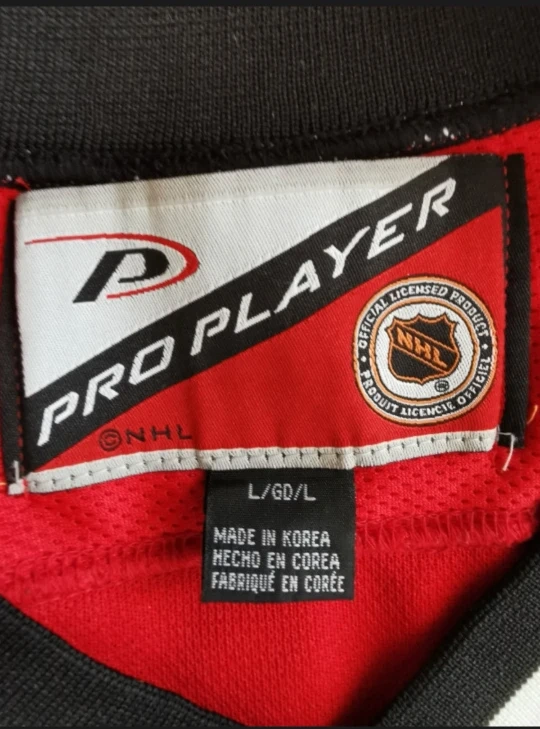 PRO PLAYER
OFFICIAL LICENSED PRODUCT
NHL
PRODUIT LICENCIÉ OFFICIEL
©NHL
L/GD/L
MADE IN KOREA
HECHO EN COREA
FABRIQUÉ EN CORÉE